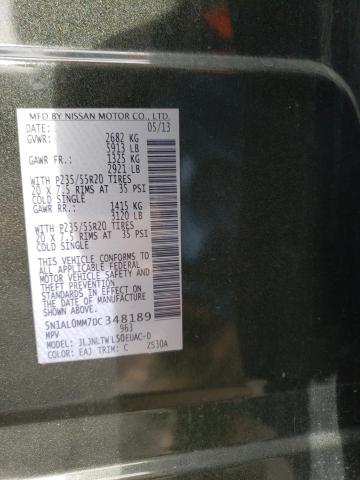 MFD BY NISSAN MOTOR CO., LTD.
DATE: 05/13
GVWR: 2682 KG
5913 LB
GAWR FR.: 1325 KG
2921 LB
WITH P235/55R20 TIRES
20 X 7.5 RIMS AT 35 PSI
COLD SINGLE
GAWR RR.: 1415 KG
3120 LB
WITH P235/55R20 TIRES
20 X 7.5 RIMS AT 35 PSI
COLD SINGLE
THIS VEHICLE CONFORMS TO
ALL APPLICABLE FEDERAL
MOTOR VEHICLE SAFETY AND
THEFT PREVENTION
STANDARDS IN EFFECT ON
THE DATE OF MANUFACTURE
SHOWN ABOVE.
5N1AL0MM7DC348189
MPV 963
MODEL: JLJNLTWL50EUAC-D
COLOR: EAJ TRIM: C ZS30A